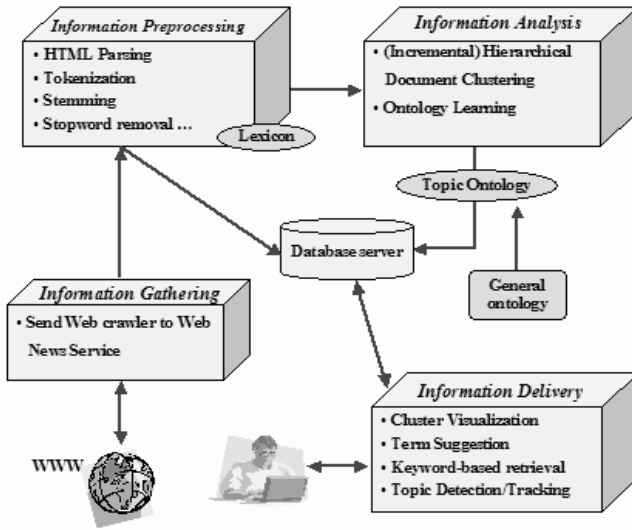 Information Preprocessing
• HTML Parsing
• Tokenization
• Stemming
• Stopword removal ...
Lexicon
Information Analysis
• (Incremental) Hierarchical
Document Clustering
• Ontology Learning
Topic Ontology
Database server
General
ontology
Information Gathering
• Send Web crawler to Web
News Service
WWW
Information Delivery
• Cluster Visualization
• Term Suggestion
• Keyword-based retrieval
• Topic Detection/Tracking